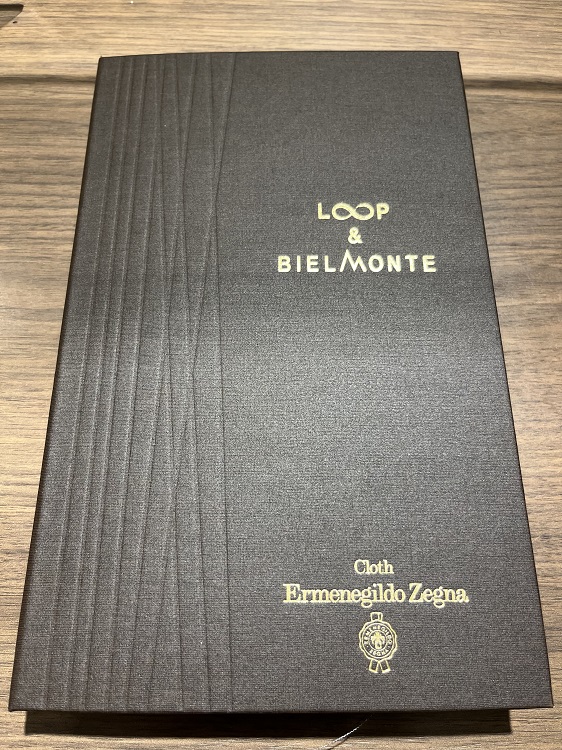 LOOP
&
BIELMONTE
Cloth
Ermenegildo Zegna